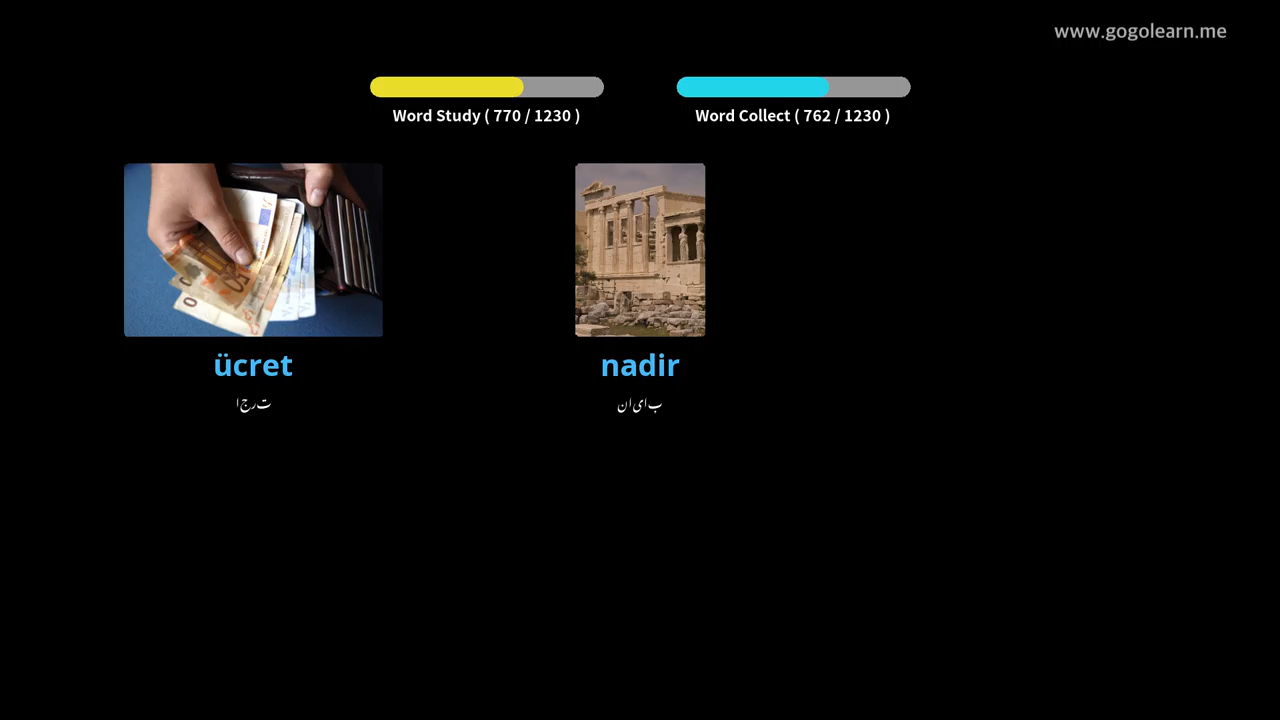 www.gogolearn.me
Word Study ( 770 / 1230 )
Word Collect ( 762 / 1230 )
ücret
اجرت
nadir
نایاب